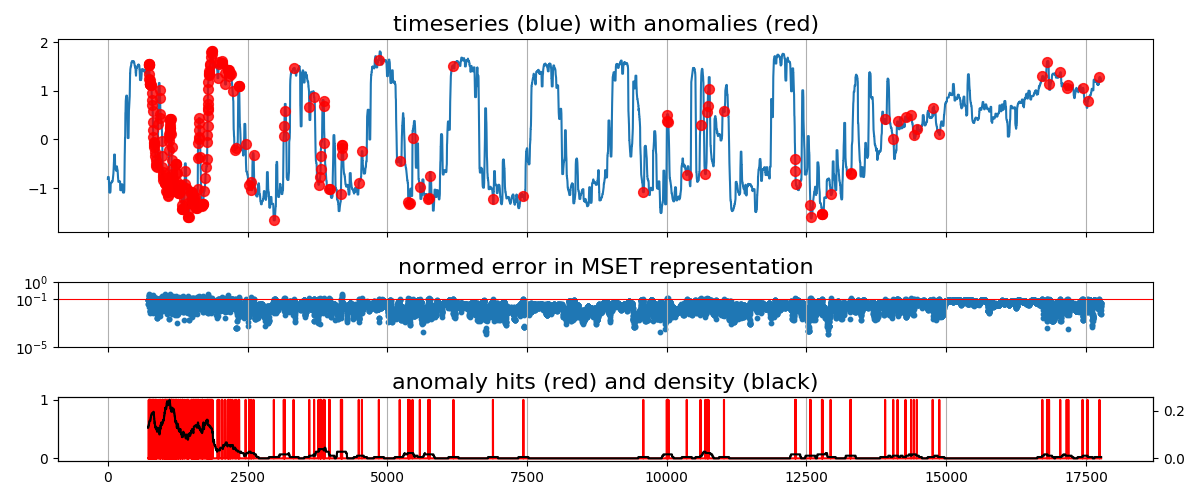 timeseries (blue) with anomalies (red)
2
1
0
−1
normed error in MSET representation
10⁰
10⁻¹
10⁻⁵
anomaly hits (red) and density (black)
1
0.2
0
0.0
0 2500 5000 7500 10000 12500 15000 17500